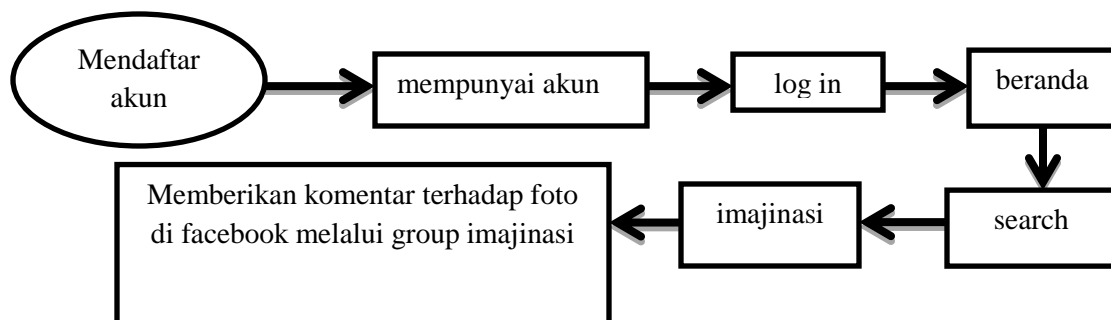 Mendaftar
akun
mempunyai akun
log in
beranda
search
imajinasi
Memberikan komentar terhadap foto
di facebook melalui group imajinasi